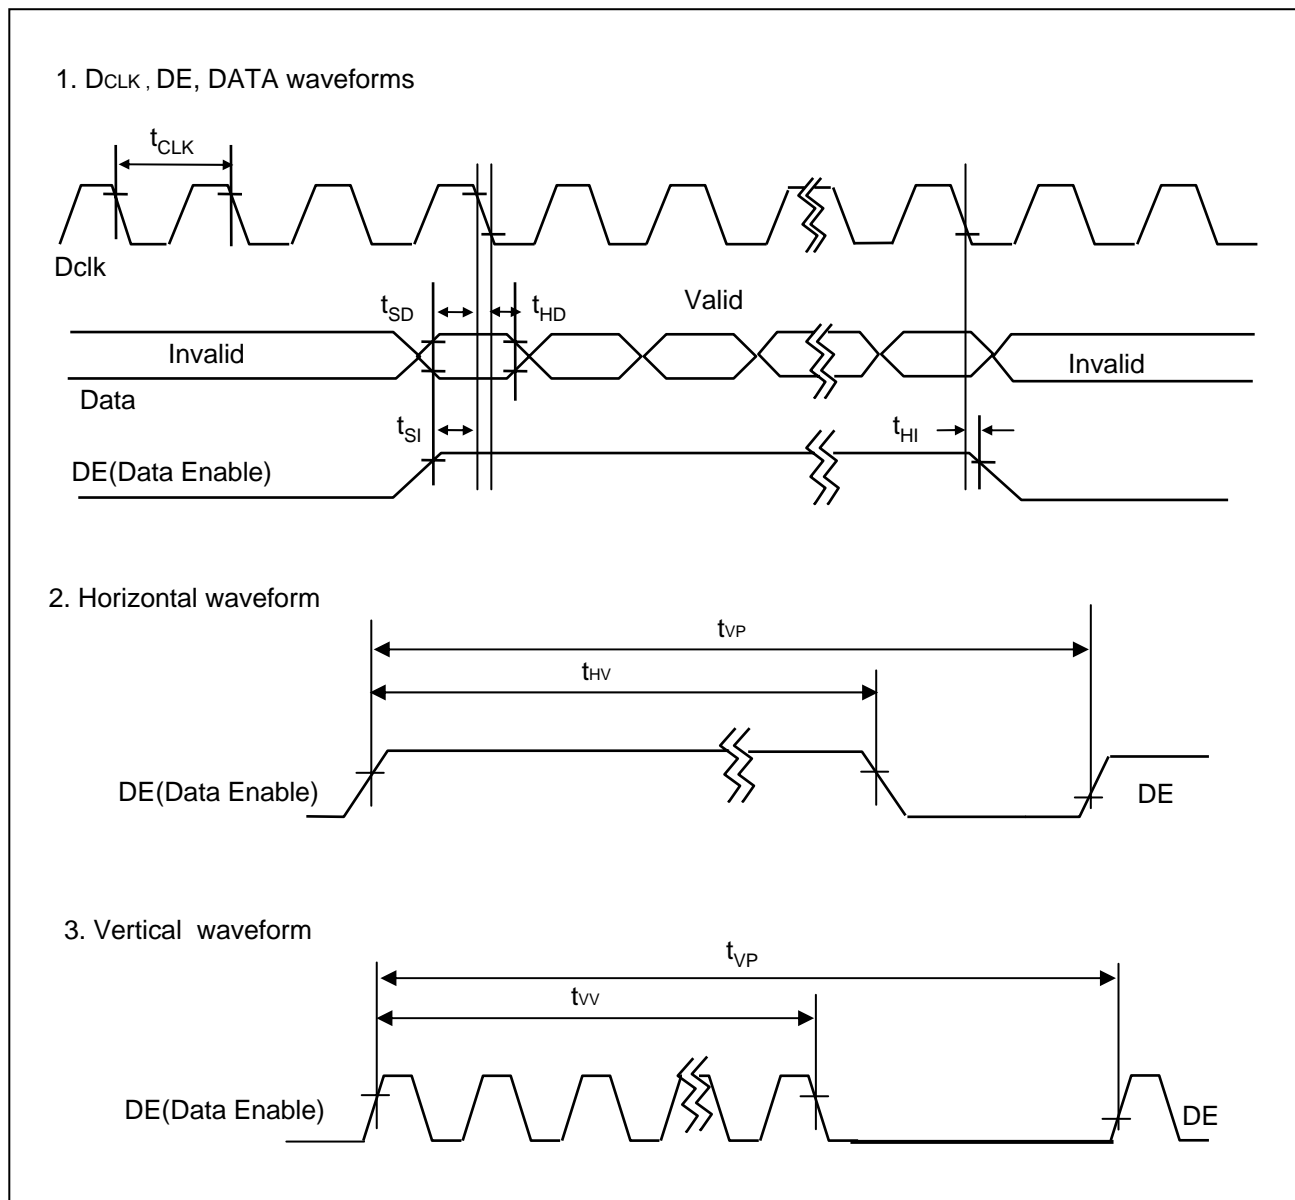 1. DCLK , DE, DATA waveforms
tCLK
Dclk
tSD
tHD
Valid
Invalid
Invalid
Data
tSI
tHI
DE(Data Enable)
2. Horizontal waveform
tVP
tHV
DE(Data Enable)
DE
3. Vertical waveform
tVP
tVV
DE(Data Enable)
DE